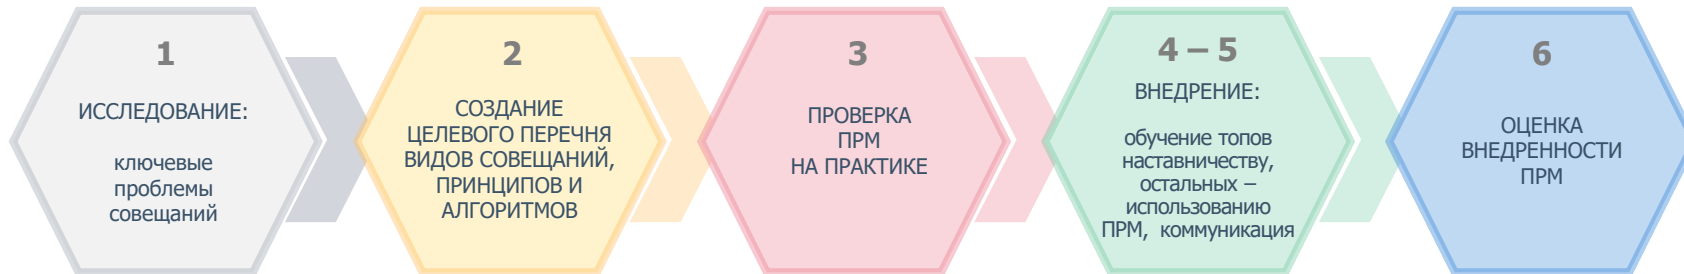 1
ИССЛЕДОВАНИЕ:
ключевые
проблемы
совещаний
2
СОЗДАНИЕ
ЦЕЛЕВОГО ПЕРЕЧНЯ
ВИДОВ СОВЕЩАНИЙ,
ПРИНЦИПОВ И
АЛГОРИТМОВ
3
ПРОВЕРКА
ПРМ
НА ПРАКТИКЕ
4 – 5
ВНЕДРЕНИЕ:
обучение топов
наставничеству,
остальных –
использованию
ПРМ, коммуникация
6
ОЦЕНКА
ВНЕДРЕННОСТИ
ПРМ